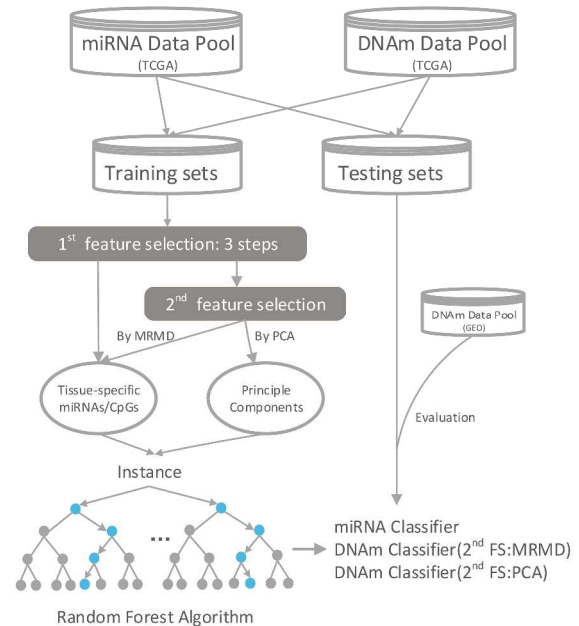 miRNA Data Pool
(TCGA)
DNAm Data Pool
(TCGA)
Training sets
Testing sets
1st feature selection: 3 steps
2nd feature selection
By MRMD
By PCA
DNAm Data Pool
(GEO)
Tissue-specific
miRNAs/CpGs
Principle
Components
Evaluation
Instance
...
miRNA Classifier
DNAm Classifier(2nd FS:MRMD)
DNAm Classifier(2nd FS:PCA)
Random Forest Algorithm